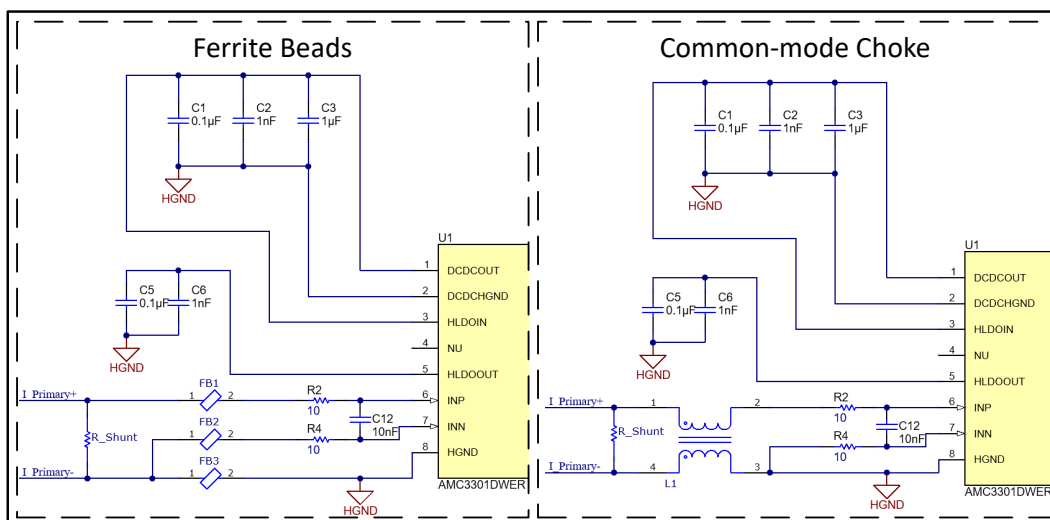 Ferrite Beads
C1
0.1µF
C2
1nF
C3
1µF
HGND
U1
1 DCDCOUT
2 DCDCHGND
3 HLDOIN
4 NU
5 HLDOOUT
6 INP
7 INN
8 HGND
AMC3301DWER
C5
0.1µF
C6
1nF
HGND
I_Primary+
R_Shunt
I_Primary-
FB1
1 2
FB2
1 2
FB3
1 2
R2
10
R4
10
C12
10nF
HGND
Common-mode Choke
C1
0.1µF
C2
1nF
C3
1µF
HGND
U1
1 DCDCOUT
2 DCDCHGND
3 HLDOIN
4 NU
5 HLDOOUT
6 INP
7 INN
8 HGND
AMC3301DWER
C5
0.1µF
C6
1nF
HGND
I_Primary+
R_Shunt
I_Primary-
1 2
4 3
L1
R2
10
R4
10
C12
10nF
HGND